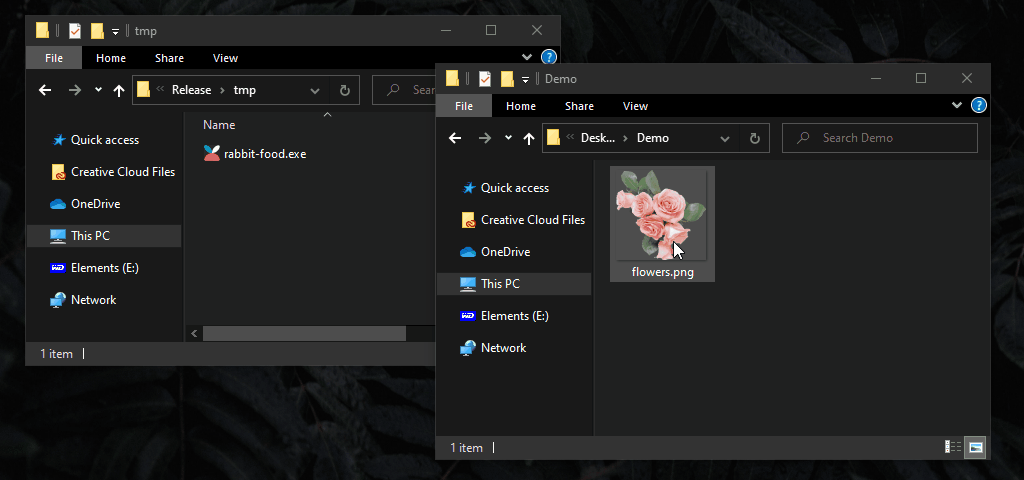 tmp
File Home Share View
Release tmp
Sear
Name
rabbit-food.exe
Quick access
Creative Cloud Files
OneDrive
This PC
Elements (E:)
Network
1 item
Demo
File Home Share View
Desk... Demo
Search Demo
Quick access
Creative Cloud Files
OneDrive
This PC
Elements (E:)
Network
flowers.png
1 item